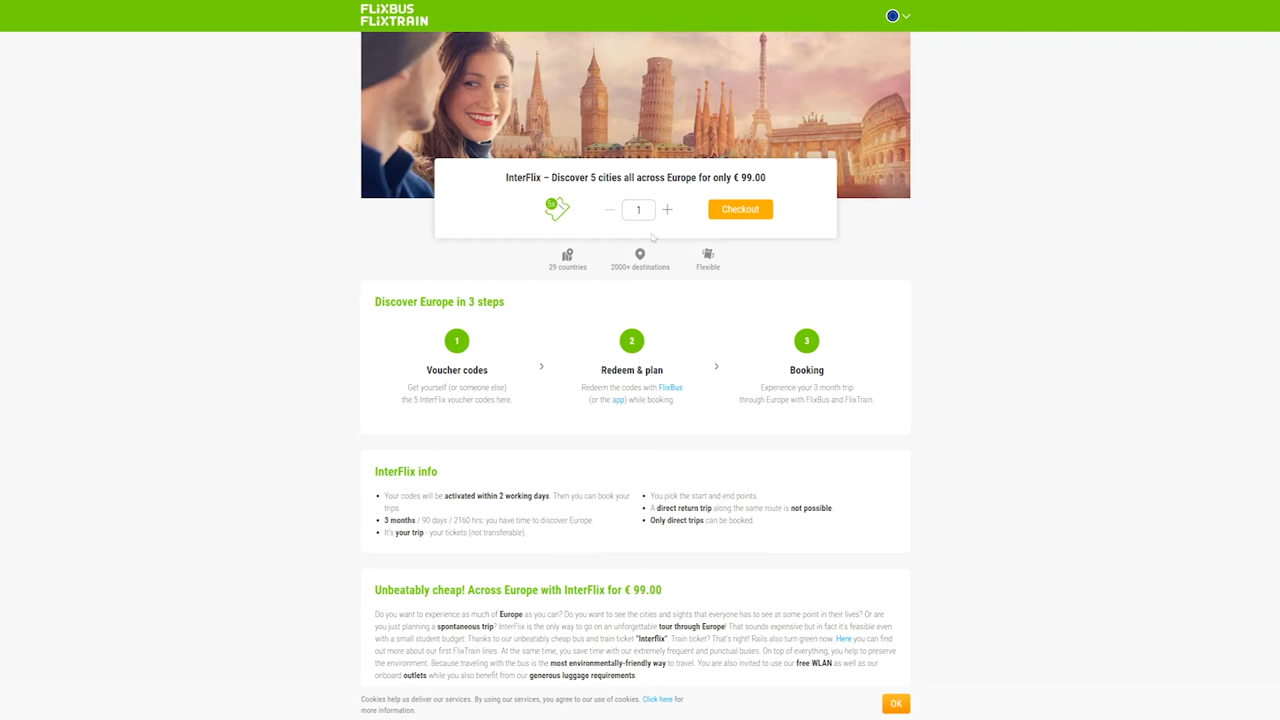 FLiXBUS
FLiXTRAIN
InterFlix – Discover 5 cities all across Europe for only € 99.00
5x
1
Checkout
29 countries
2000+ destinations
Flexible
Discover Europe in 3 steps
1
2
3
Voucher codes
Redeem & plan
Booking
Get yourself (or someone else)
the 5 InterFlix voucher codes here.
Redeem the codes with FlixBus
(or the app) while booking.
Experience your 3 month trip
through Europe with FlixBus and FlixTrain.
InterFlix info
• Your codes will be activated within 2 working days. Then you can book your
trips.
• 3 months / 90 days / 2160 hrs: you have time to discover Europe.
• It's your trip - your tickets (not transferable).
• You pick the start and end points.
• A direct return trip along the same route is not possible
• Only direct trips can be booked.
Unbeatably cheap! Across Europe with InterFlix for € 99.00
Do you want to experience as much of Europe as you can? Do you want to see the cities and sights that everyone has to see at some point in their lives? Or are
you just planning a spontaneous trip? InterFlix is the only way to go on an unforgettable tour through Europe! That sounds expensive but in fact it's feasible even
with a small student budget: Thanks to our unbeatably cheap bus and train ticket "Interflix". Train ticket? That's right! Rails also turn green now. Here you can find
out more about our first FlixTrain lines. At the same time, you save time with our extremely frequent and punctual buses. On top of everything, you help to preserve
the environment. Because traveling with the bus is the most environmentally-friendly way to travel. You are also invited to use our free WLAN as well as our
onboard outlets while you also benefit from our generous luggage requirements.
Cookies help us deliver our services. By using our services, you agree to our use of cookies. Click here for
more information.
OK